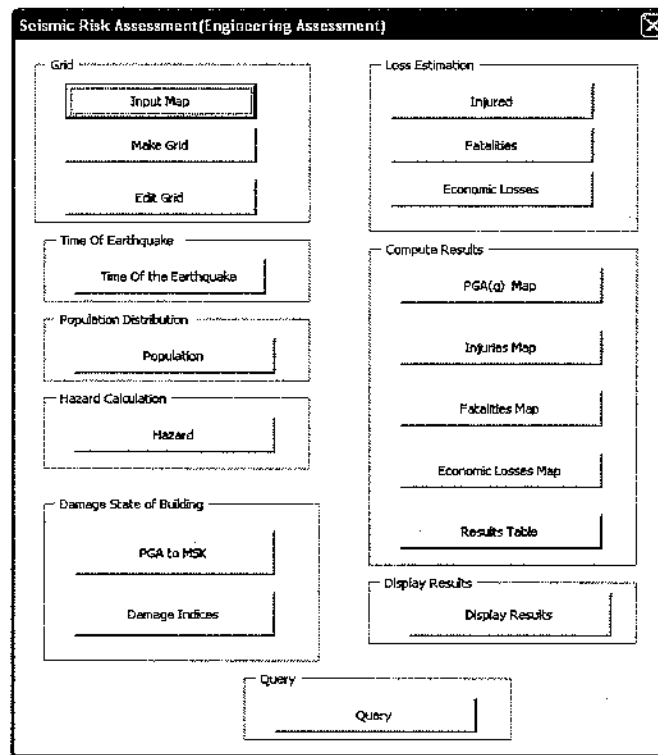 Seismic Risk Assessment(Engineering Assessment)
Grid
Input Map
Make Grid
Edit Grid
Time Of Earthquake
Time Of the Earthquake
Population Distribution
Population
Hazard Calculation
Hazard
Damage State of Building
PGA to MSK
Damage Indices
Loss Estimation
Injured
Fatalities
Economic Losses
Compute Results
PGA(g) Map
Injuries Map
Fatalities Map
Economic Losses Map
Results Table
Display Results
Display Results
Query
Query